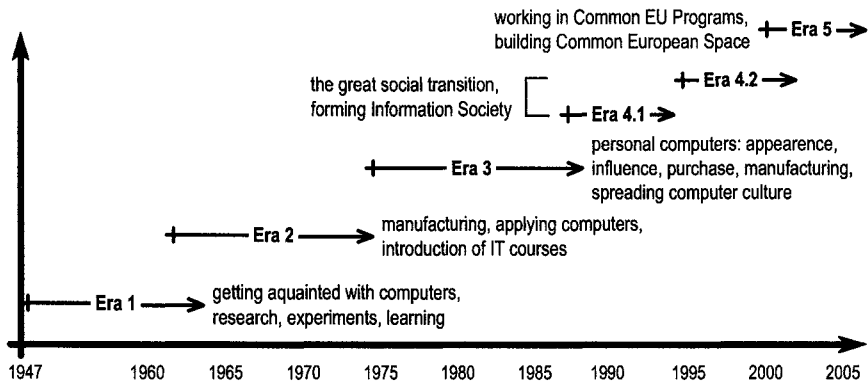 working in Common EU Programs,
building Common European Space
Era 5
the great social transition,
forming Information Society
Era 4.2
Era 4.1
personal computers: appearence,
influence, purchase, manufacturing,
spreading computer culture
Era 3
manufacturing, applying computers,
introduction of IT courses
Era 2
Era 1
getting aquainted with computers,
research, experiments, learning
1947 1960 1965 1970 1975 1980 1985 1990 1995 2000 2005